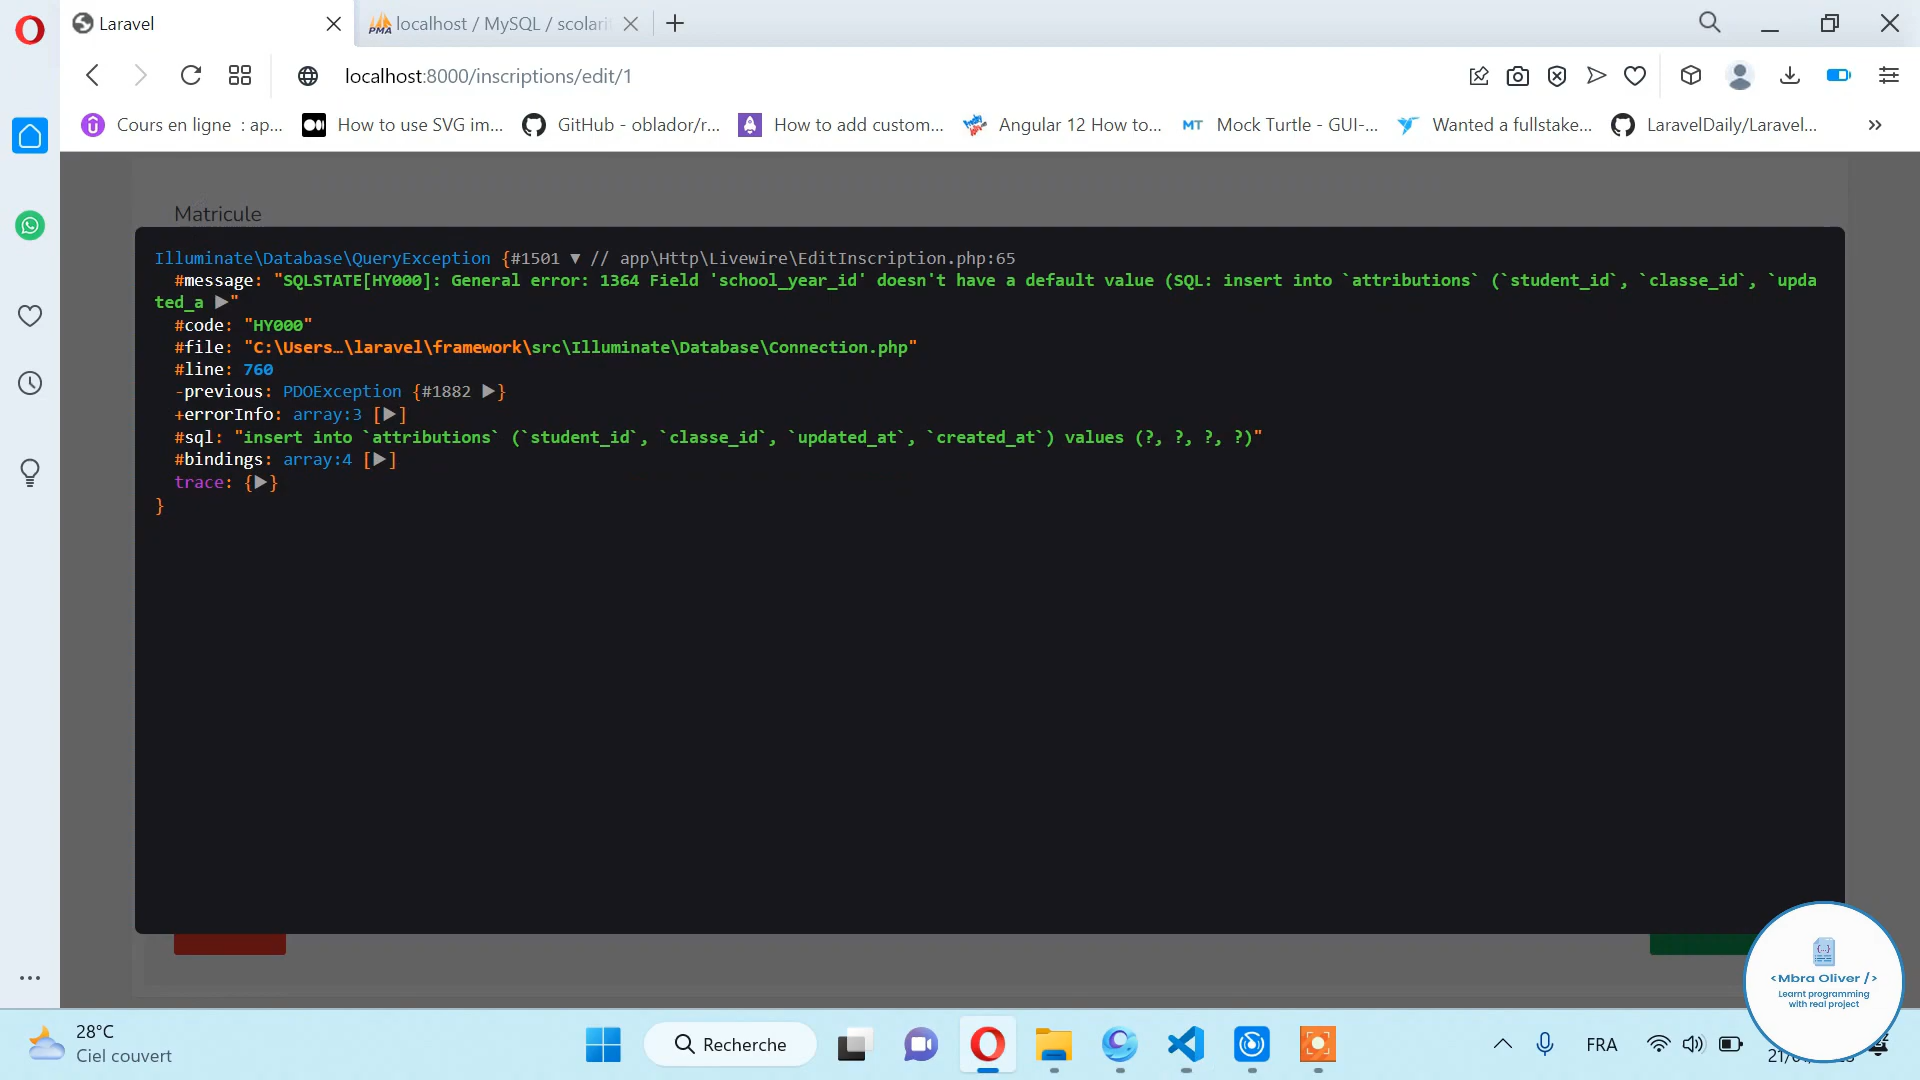 Laravel
localhost / MySQL / scolari
localhost:8000/inscriptions/edit/1
Cours en ligne : ap...
How to use SVG im...
GitHub - oblador/r...
How to add custom...
Angular 12 How to...
MT Mock Turtle - GUI-...
Wanted a fullstake...
LaravelDaily/Laravel...
Matricule
Illuminate\Database\QueryException {#1501 ▼ // app\Http\Livewire\EditInscription.php:65
#message: "SQLSTATE[HY000]: General error: 1364 Field 'school_year_id' doesn't have a default value (SQL: insert into `attributions` (`student_id`, `classe_id`, `upda
ted_a ▶"
#code: "HY000"
#file: "C:\Users…\laravel\framework\src\Illuminate\Database\Connection.php"
#line: 760
-previous: PDOException {#1882 ▶}
+errorInfo: array:3 [▶]
#sql: "insert into `attributions` (`student_id`, `classe_id`, `updated_at`, `created_at`) values (?, ?, ?, ?)"
#bindings: array:4 [▶]
trace: {▶}
}
<Mbra Oliver />
Learnt programming
with real project
28°C
Ciel couvert
Recherche
FRA